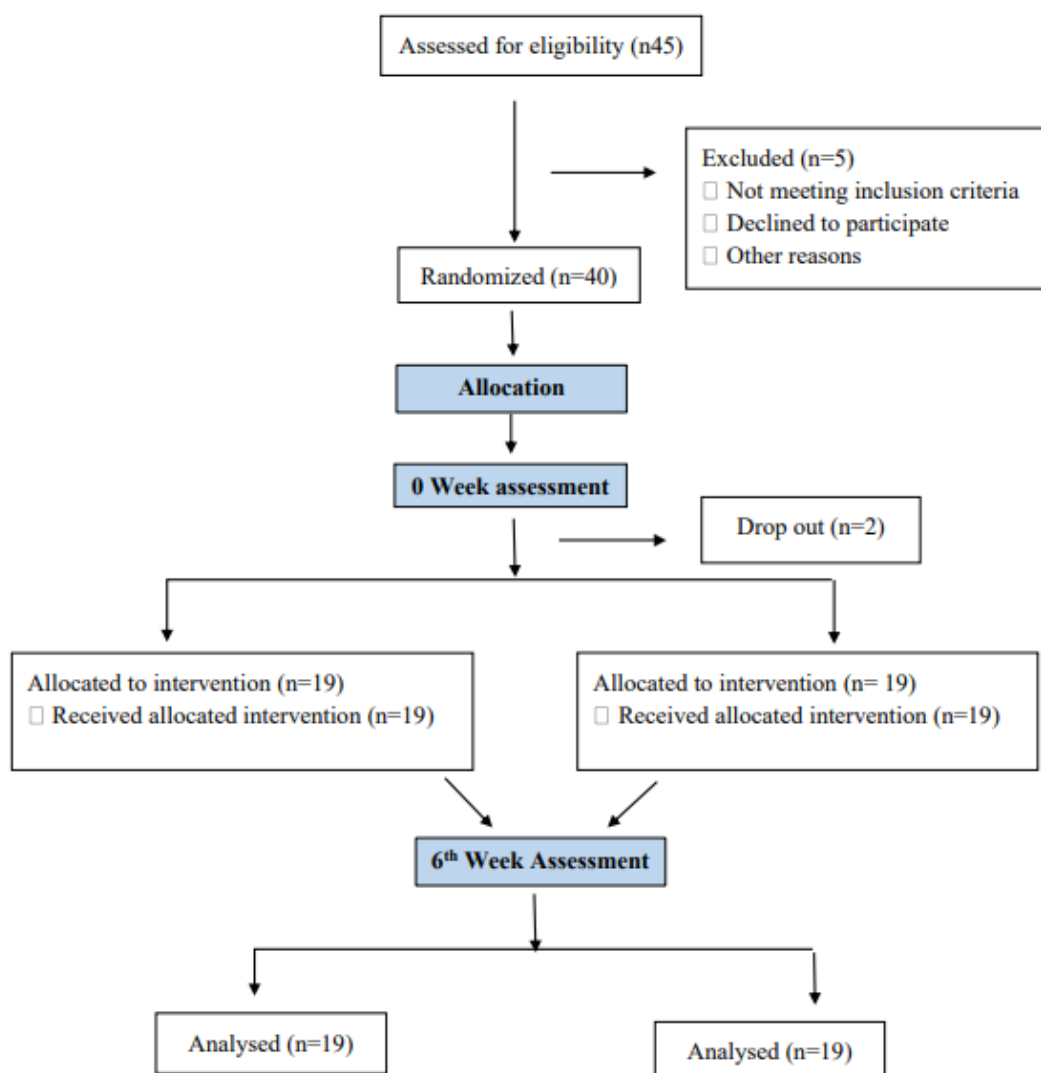 Assessed for eligibility (n45)
Excluded (n=5)
▯ Not meeting inclusion criteria
▯ Declined to participate
▯ Other reasons
Randomized (n=40)
Allocation
0 Week assessment
Drop out (n=2)
Allocated to intervention (n=19)
▯ Received allocated intervention (n=19)
Allocated to intervention (n= 19)
▯ Received allocated intervention (n=19)
6th Week Assessment
Analysed (n=19)
Analysed (n=19)